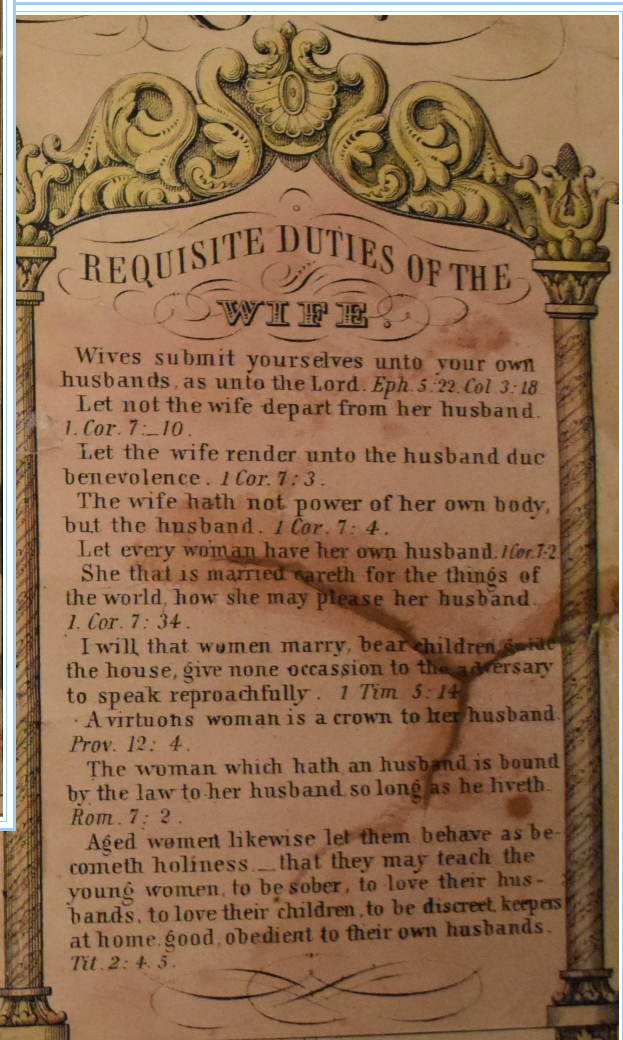 REQUISITE DUTIES OF THE
WIFE.
Wives submit yourselves unto your own
husbands, as unto the Lord. Eph. 5:22. Col 3:18
Let not the wife depart from her husband.
1. Cor. 7:_10.
Let the wife render unto the husband due
benevolence. 1 Cor. 7:3.
The wife hath not power of her own body,
but the husband. 1 Cor. 7: 4.
Let every woman have her own husband. 1 Cor. 7:2
She that is married careth for the things of
the world, how she may please her husband.
1. Cor. 7: 34.
I will that women marry, bear children guide
the house, give none occassion to the adversary
to speak reproachfully. 1 Tim. 5:14
A virtuons woman is a crown to her husband.
Prov. 12: 4.
The woman which hath an husband is bound
by the law to her husband so long as he liveth.
Rom. 7: 2.
Aged women likewise let them behave as be-
cometh holiness_that they may teach the
young women, to be sober, to love their hus-
bands, to love their children, to be discreet, keepers
at home, good, obedient to their own husbands.
Tit. 2: 4. 5.